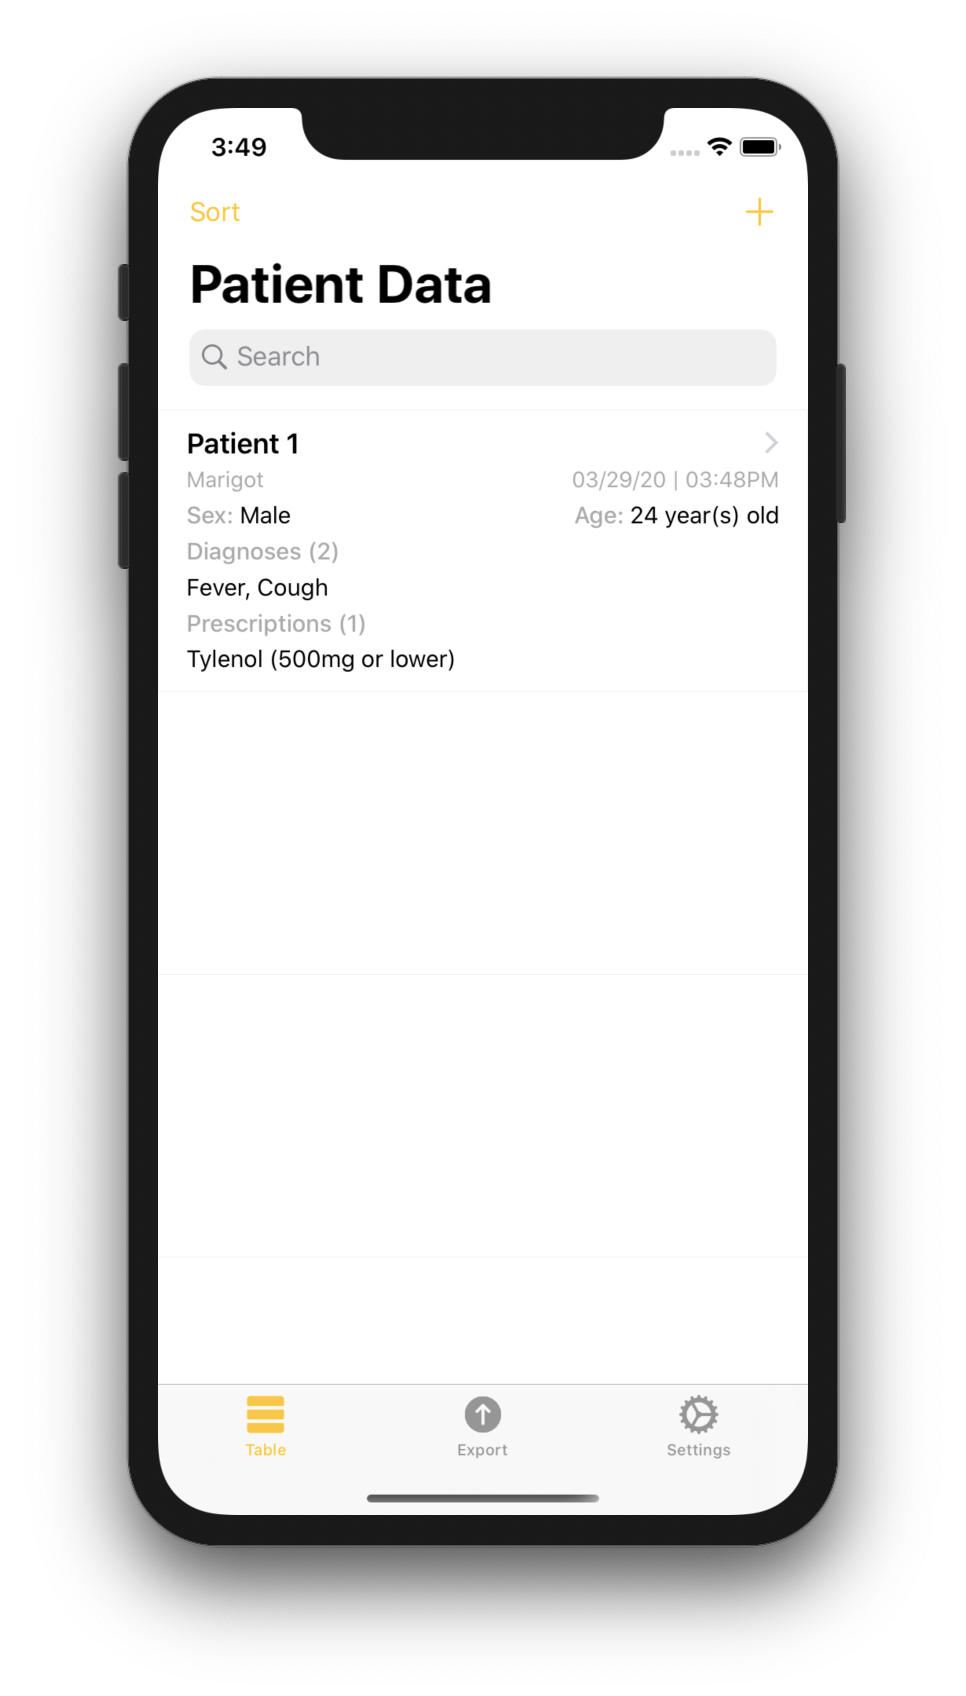 3:49
Sort
Patient Data
Search
Patient 1
Marigot 03/29/20 | 03:48PM
Sex: Male Age: 24 year(s) old
Diagnoses (2)
Fever, Cough
Prescriptions (1)
Tylenol (500mg or lower)
Table Export Settings